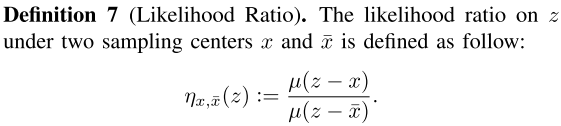 Definition 7 (Likelihood Ratio). The likelihood ratio on z
under two sampling centers x and x̄ is defined as follow:
η_{x,x̄}(z) := μ(z − x) / μ(z − x̄).